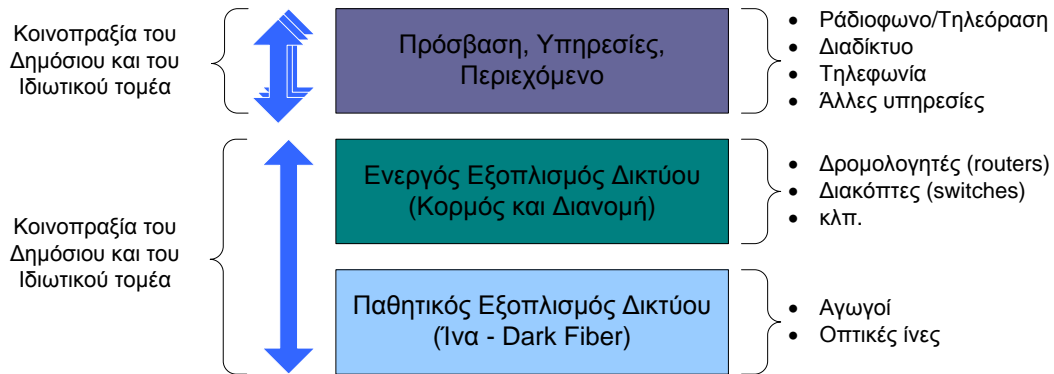 Κοινοπραξία του
Δημόσιου και του
Ιδιωτικού τομέα
Πρόσβαση, Υπηρεσίες,
Περιεχόμενο
• Ράδιοφωνο/Τηλεόραση
• Διαδίκτυο
• Τηλεφωνία
• Άλλες υπηρεσίες
Κοινοπραξία του
Δημόσιου και του
Ιδιωτικού τομέα
Ενεργός Εξοπλισμός Δικτύου
(Κορμός και Διανομή)
• Δρομολογητές (routers)
• Διακόπτες (switches)
• κλπ.
Παθητικός Εξοπλισμός Δικτύου
(Ίνα - Dark Fiber)
• Αγωγοί
• Οπτικές ίνες